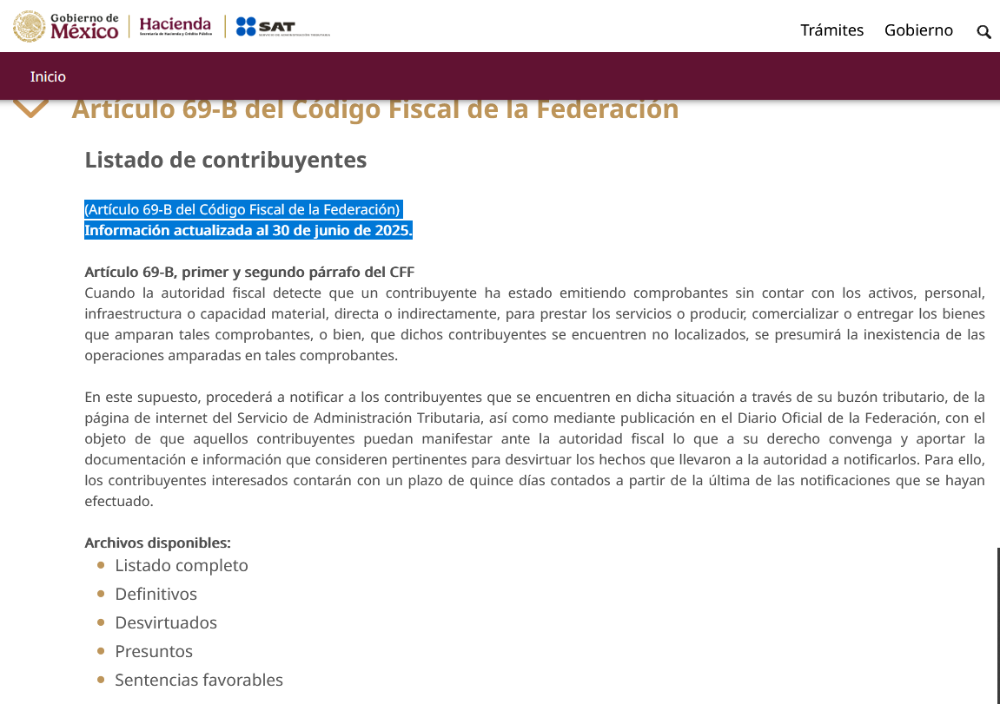 Gobierno de
México
Hacienda
Secretaría de Hacienda y Crédito Público
SAT
SERVICIO DE ADMINISTRACIÓN TRIBUTARIA
Trámites
Gobierno
Inicio
Artículo 69-B del Código Fiscal de la Federación
Listado de contribuyentes
(Artículo 69-B del Código Fiscal de la Federación)
Información actualizada al 30 de junio de 2025.
Artículo 69-B, primer y segundo párrafo del CFF
Cuando la autoridad fiscal detecte que un contribuyente ha estado emitiendo comprobantes sin contar con los activos, personal,
infraestructura o capacidad material, directa o indirectamente, para prestar los servicios o producir, comercializar o entregar los bienes
que amparan tales comprobantes, o bien, que dichos contribuyentes se encuentren no localizados, se presumirá la inexistencia de las
operaciones amparadas en tales comprobantes.
En este supuesto, procederá a notificar a los contribuyentes que se encuentren en dicha situación a través de su buzón tributario, de la
página de internet del Servicio de Administración Tributaria, así como mediante publicación en el Diario Oficial de la Federación, con el
objeto de que aquellos contribuyentes puedan manifestar ante la autoridad fiscal lo que a su derecho convenga y aportar la
documentación e información que consideren pertinentes para desvirtuar los hechos que llevaron a la autoridad a notificarlos. Para ello,
los contribuyentes interesados contarán con un plazo de quince días contados a partir de la última de las notificaciones que se hayan
efectuado.
Archivos disponibles:
Listado completo
Definitivos
Desvirtuados
Presuntos
Sentencias favorables